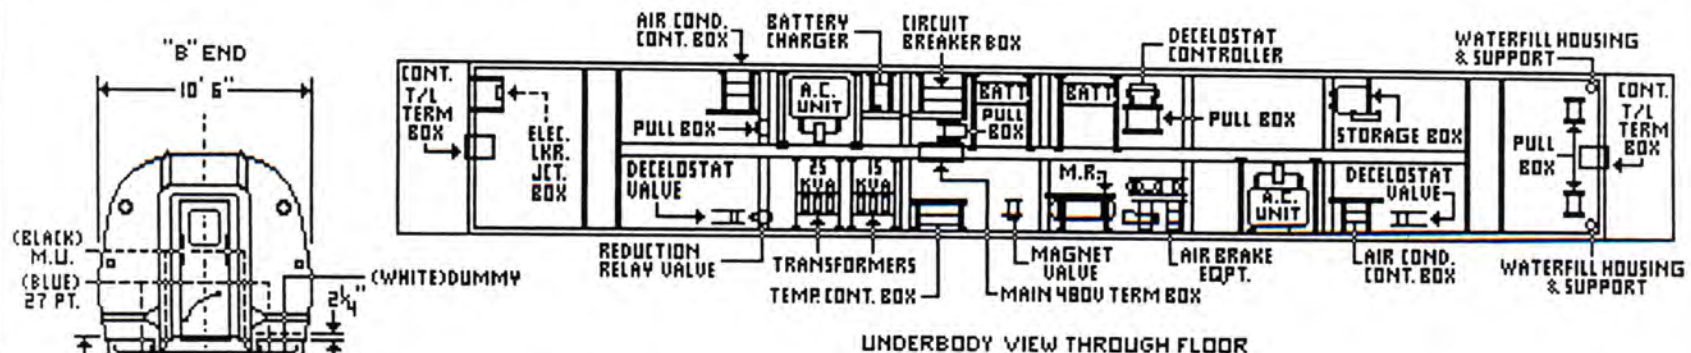 "B" END
10' 6"
(BLACK)
M.U.
(BLUE)
27 PT.
(WHITE)DUMMY
2¼"
AIR COND.
CONT. BOX
BATTERY
CHARGER
CIRCUIT
BREAKER BOX
DECELOSTAT
CONTROLLER
WATERFILL HOUSING
& SUPPORT
CONT.
T/L
TERM
BOX
ELEC.
LKR.
JCT.
BOX
A.C.
UNIT
BATT
BATT
PULL BOX
PULL
BOX
PULL BOX
STORAGE BOX
PULL
BOX
CONT.
T/L
TERM
BOX
DECELOSTAT
VALVE
25
KVA
15
KVA
M.R.
A.C.
UNIT
DECELOSTAT
VALVE
REDUCTION
RELAY VALVE
TRANSFORMERS
TEMP. CONT. BOX
MAGNET
VALVE
MAIN 480V TERM BOX
AIR BRAKE
EQPT.
AIR COND.
CONT. BOX
WATERFILL HOUSING
& SUPPORT
UNDERBODY VIEW THROUGH FLOOR